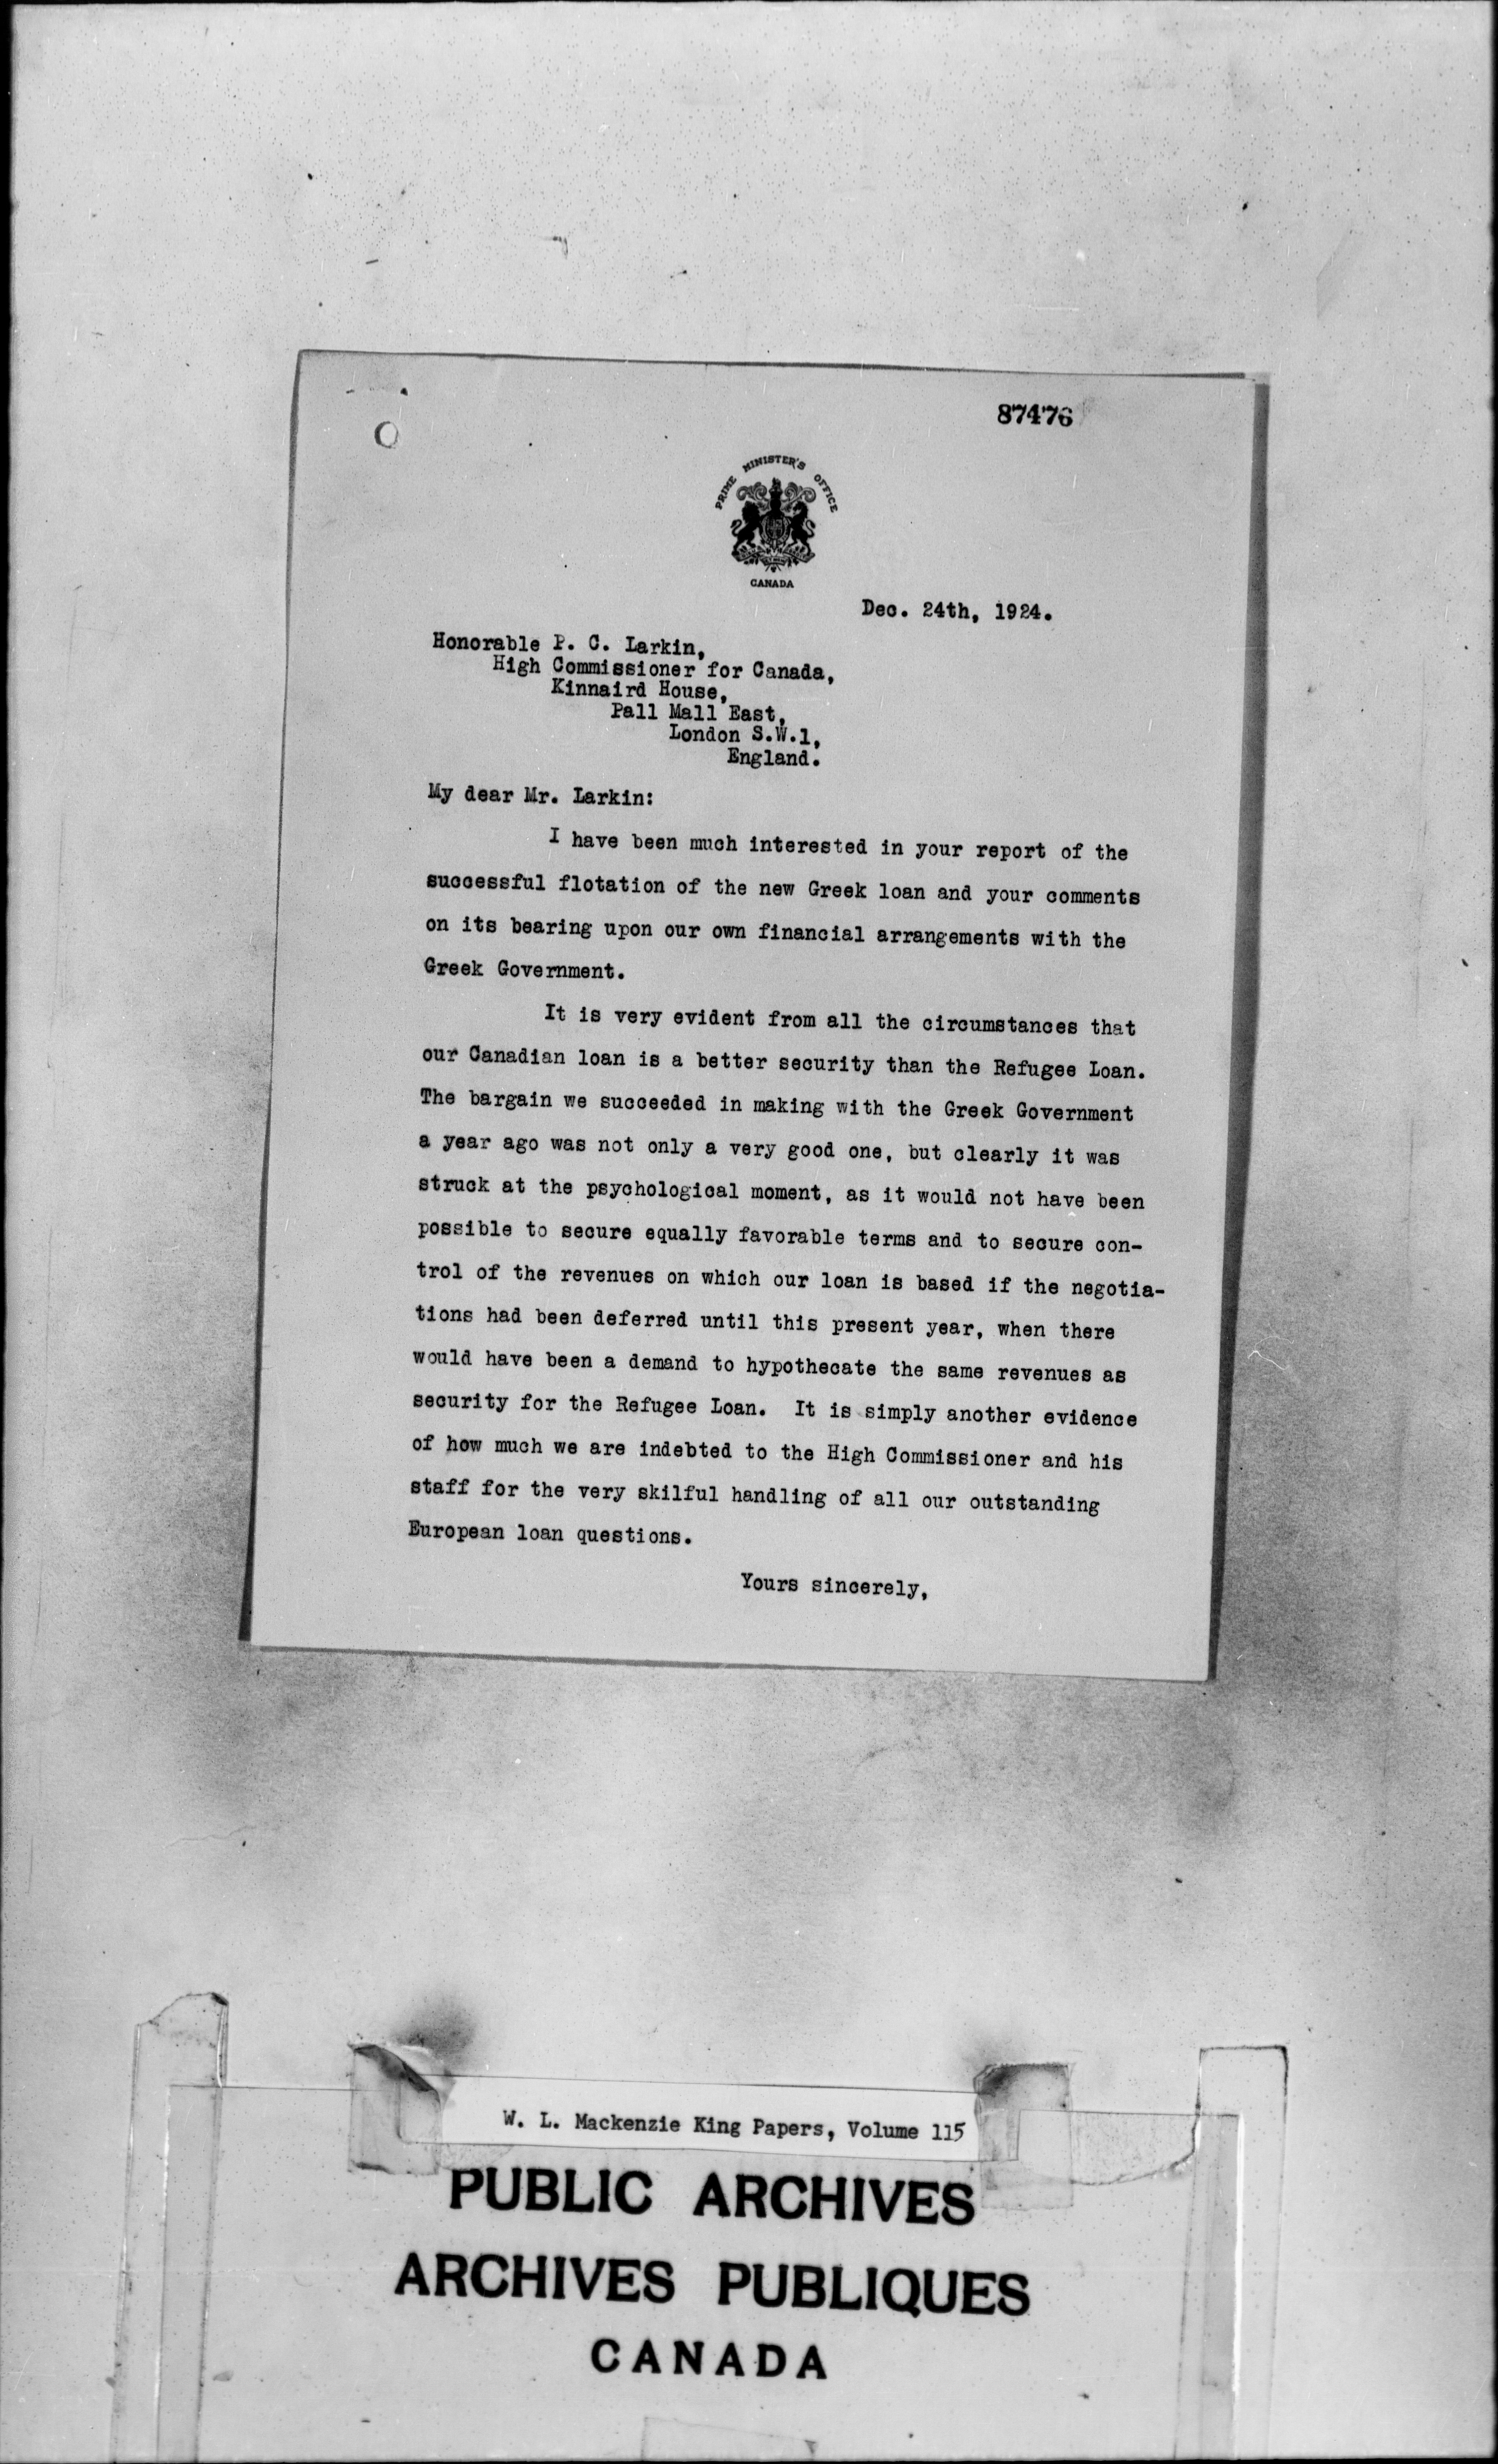 87476
PRIME MINISTER'S OFFICE
CANADA
Dec. 24th, 1924.
Honorable P. C. Larkin,
High Commissioner for Canada,
Kinnaird House,
Pall Mall East,
London S.W.1,
England.
My dear Mr. Larkin:
I have been much interested in your report of the
successful flotation of the new Greek loan and your comments
on its bearing upon our own financial arrangements with the
Greek Government.
It is very evident from all the circumstances that
our Canadian loan is a better security than the Refugee Loan.
The bargain we succeeded in making with the Greek Government
a year ago was not only a very good one, but clearly it was
struck at the psychological moment, as it would not have been
possible to secure equally favorable terms and to secure con-
trol of the revenues on which our loan is based if the negotia-
tions had been deferred until this present year, when there
would have been a demand to hypothecate the same revenues as
security for the Refugee Loan. It is simply another evidence
of how much we are indebted to the High Commissioner and his
staff for the very skilful handling of all our outstanding
European loan questions.
Yours sincerely,
W. L. Mackenzie King Papers, Volume 115
PUBLIC ARCHIVES
ARCHIVES PUBLIQUES
CANADA